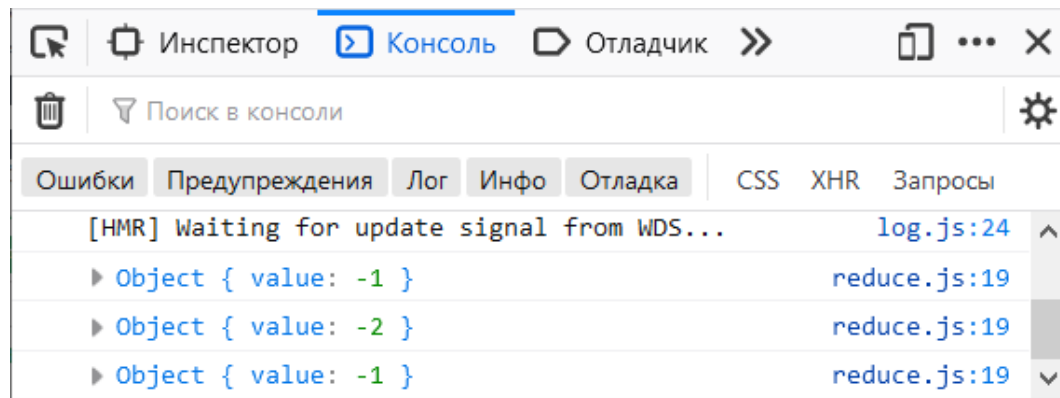 Инспектор Консоль Отладчик
Поиск в консоли
Ошибки Предупреждения Лог Инфо Отладка CSS XHR Запросы
[HMR] Waiting for update signal from WDS... log.js:24
Object { value: -1 } reduce.js:19
Object { value: -2 } reduce.js:19
Object { value: -1 } reduce.js:19